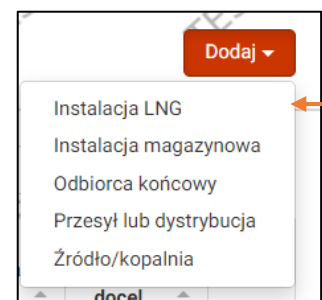 Dodaj
Instalacja LNG
Instalacja magazynowa
Odbiorca końcowy
Przesył lub dystrybucja
Źródło/kopalnia
docel